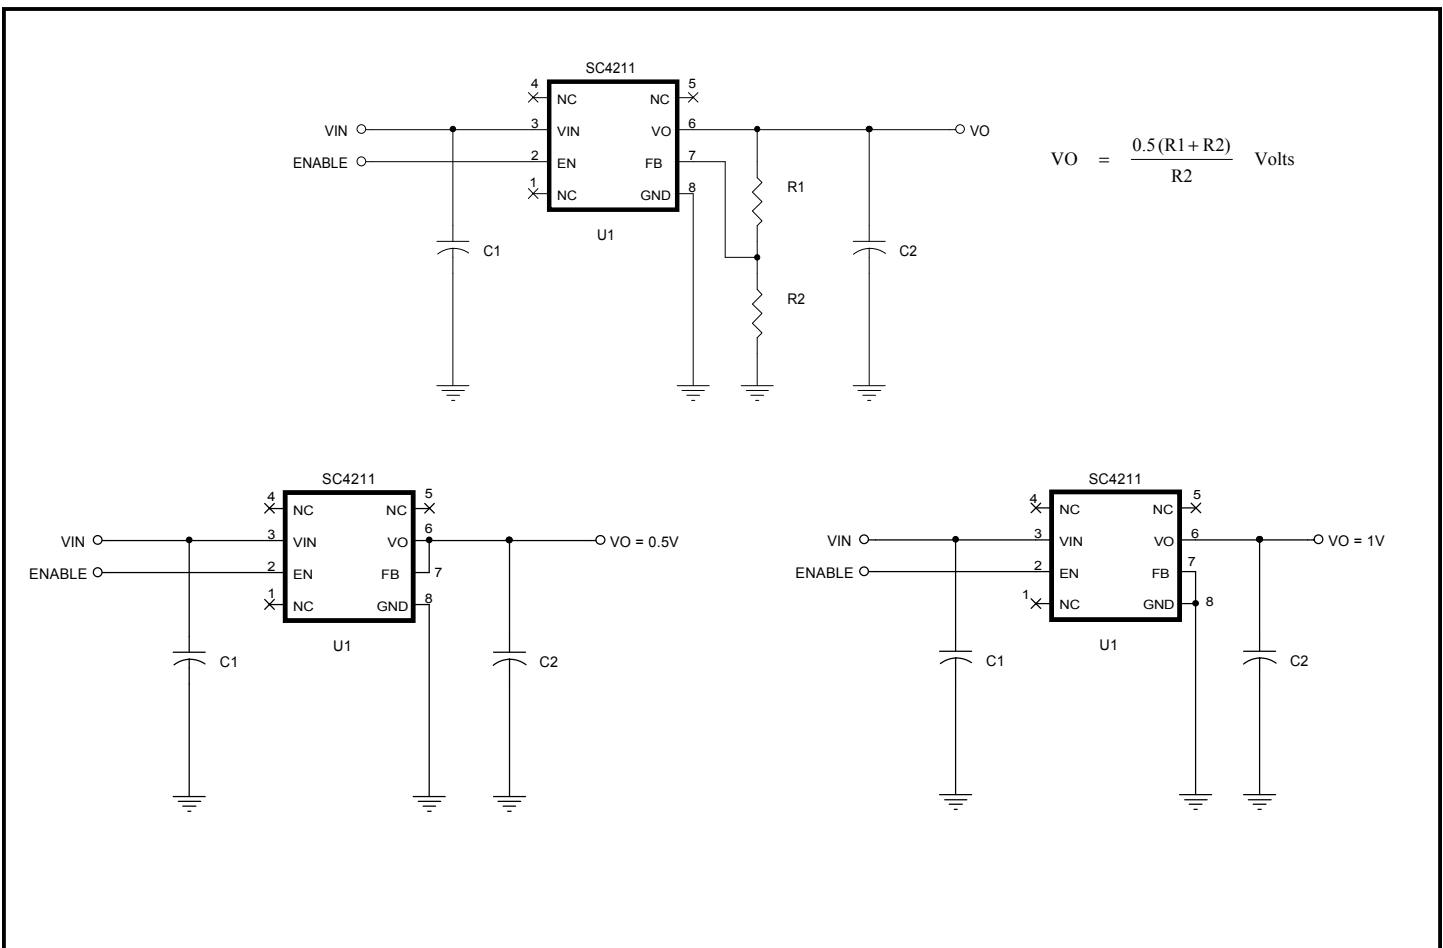 SC4211
4 NC NC 5
VIN 3 VIN VO 6 VO
ENABLE 2 EN FB 7
1 NC GND 8
U1
C1
R1
R2
C2
VO = 0.5(R1+R2) Volts
R2
SC4211
4 NC NC 5
VIN 3 VIN VO 6 VO = 0.5V
ENABLE 2 EN FB 7
1 NC GND 8
U1
C1
C2
SC4211
4 NC NC 5
VIN 3 VIN VO 6 VO = 1V
ENABLE 2 EN FB 7
1 NC GND 8
U1
C1
C2